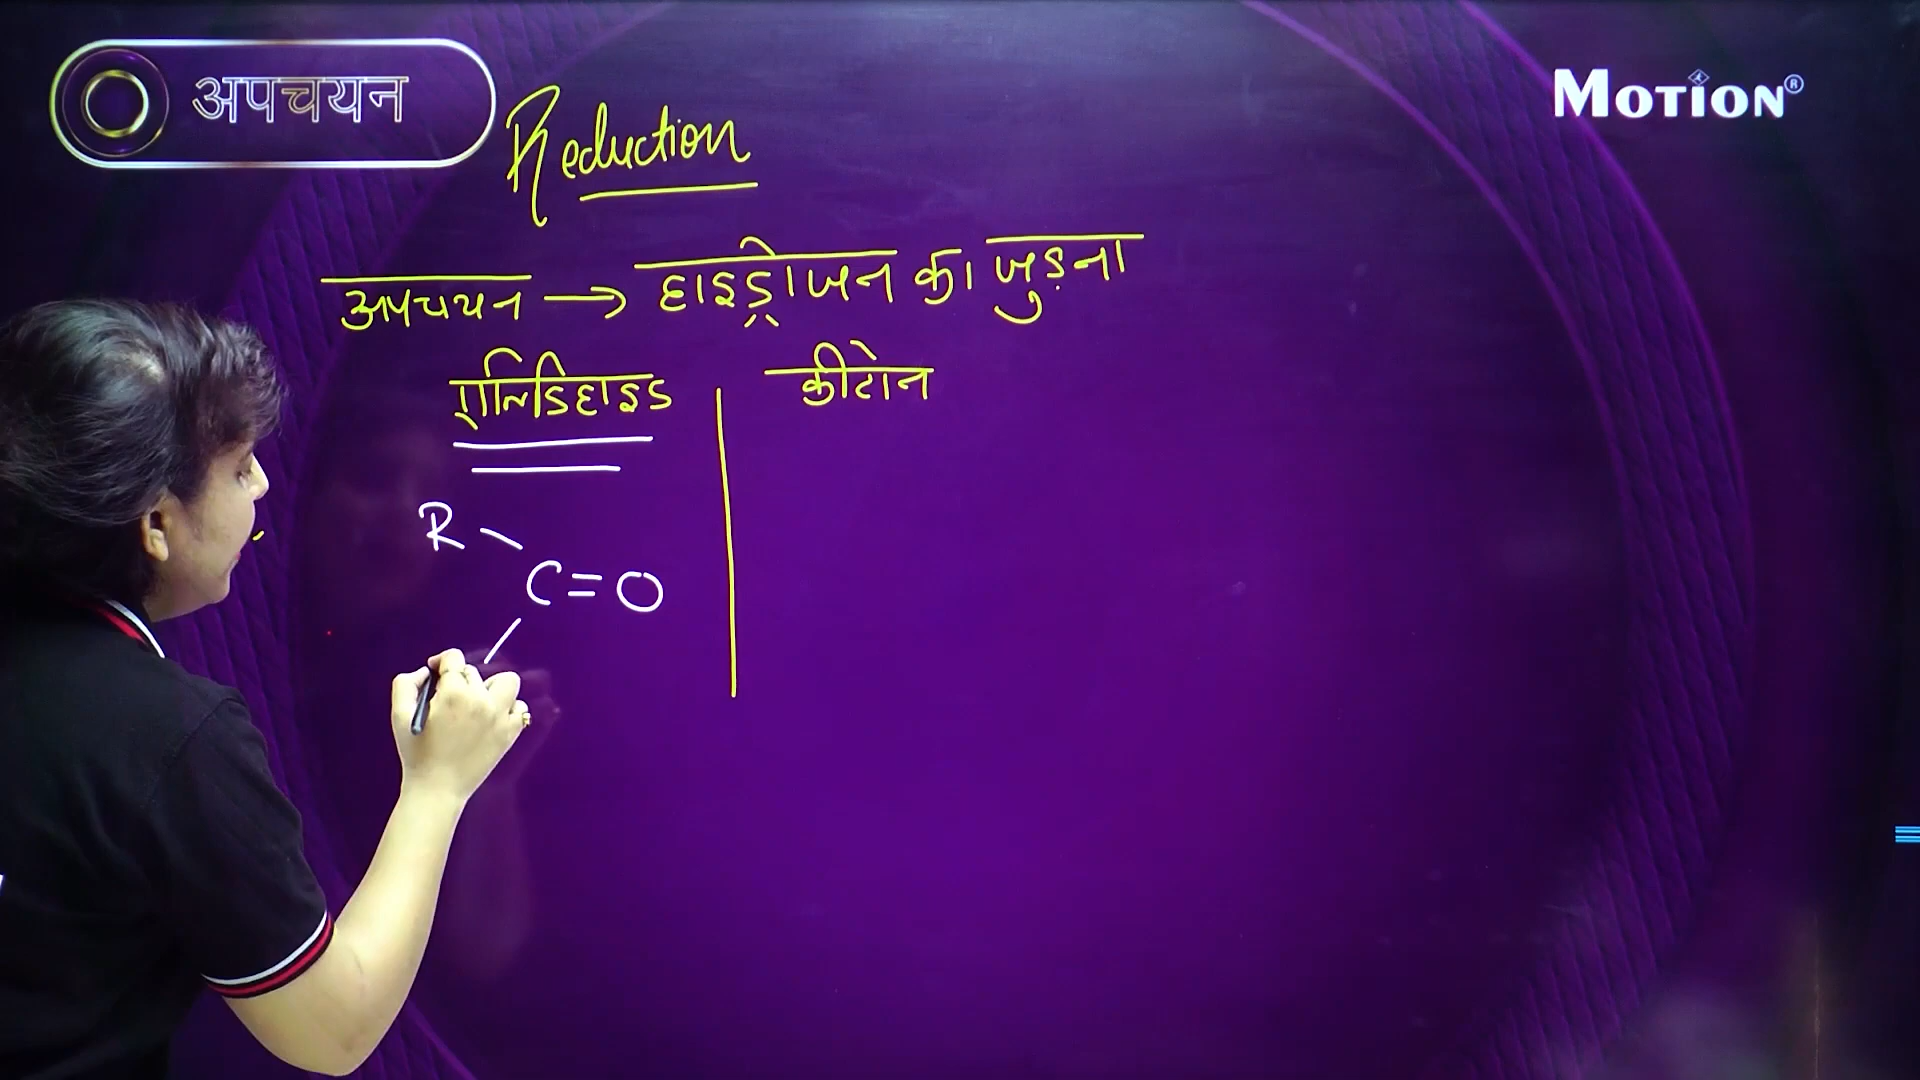 अपचयन
MOTION®
Reduction
अपचयन → हाइड्रोजन का जुड़ना
एल्डिहाइड | कीटोन
R
C=O